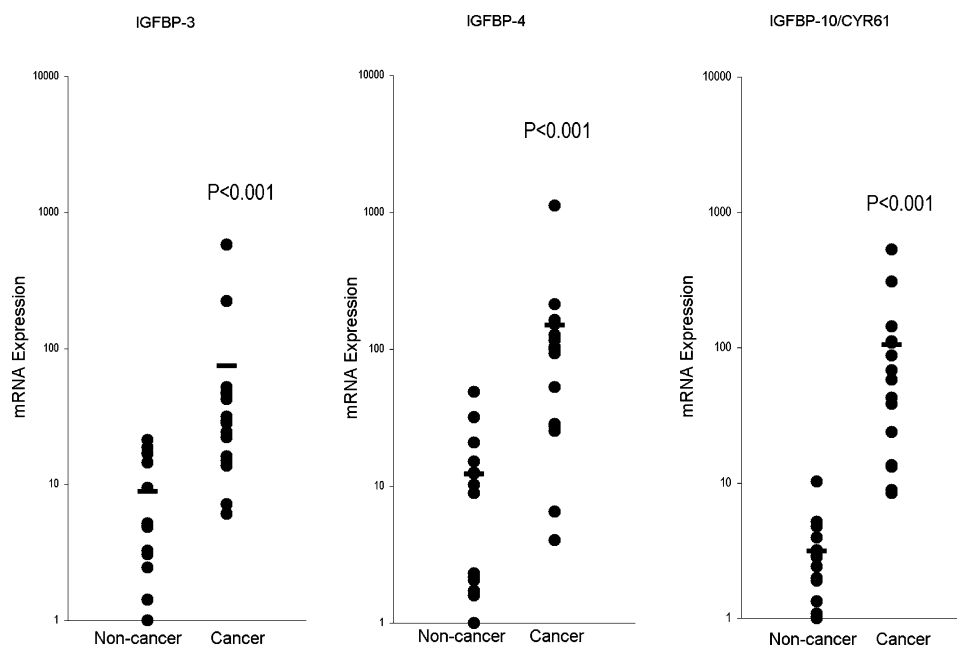 IGFBP-3
mRNA Expression
10000
1000
100
10
1
P<0.001
Non-cancer Cancer
IGFBP-4
mRNA Expression
10000
1000
100
10
1
P<0.001
Non-cancer Cancer
IGFBP-10/CYR61
mRNA Expression
10000
1000
100
10
1
P<0.001
Non-cancer Cancer